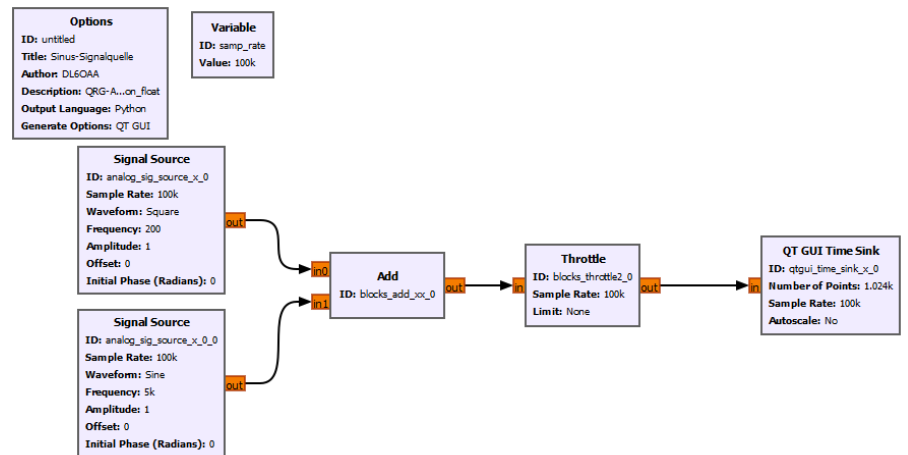 Options
ID: untitled
Title: Sinus-Signalquelle
Author: DL6OAA
Description: QRG-A...on_float
Output Language: Python
Generate Options: QT GUI
Variable
ID: samp_rate
Value: 100k
Signal Source
ID: analog_sig_source_x_0
Sample Rate: 100k
Waveform: Square
Frequency: 200
Amplitude: 1
Offset: 0
Initial Phase (Radians): 0
out
Signal Source
ID: analog_sig_source_x_0_0
Sample Rate: 100k
Waveform: Sine
Frequency: 5k
Amplitude: 1
Offset: 0
Initial Phase (Radians): 0
out
in0
in1
Add
ID: blocks_add_xx_0
out
in
Throttle
ID: blocks_throttle2_0
Sample Rate: 100k
Limit: None
out
in
QT GUI Time Sink
ID: qtgui_time_sink_x_0
Number of Points: 1.024k
Sample Rate: 100k
Autoscale: No